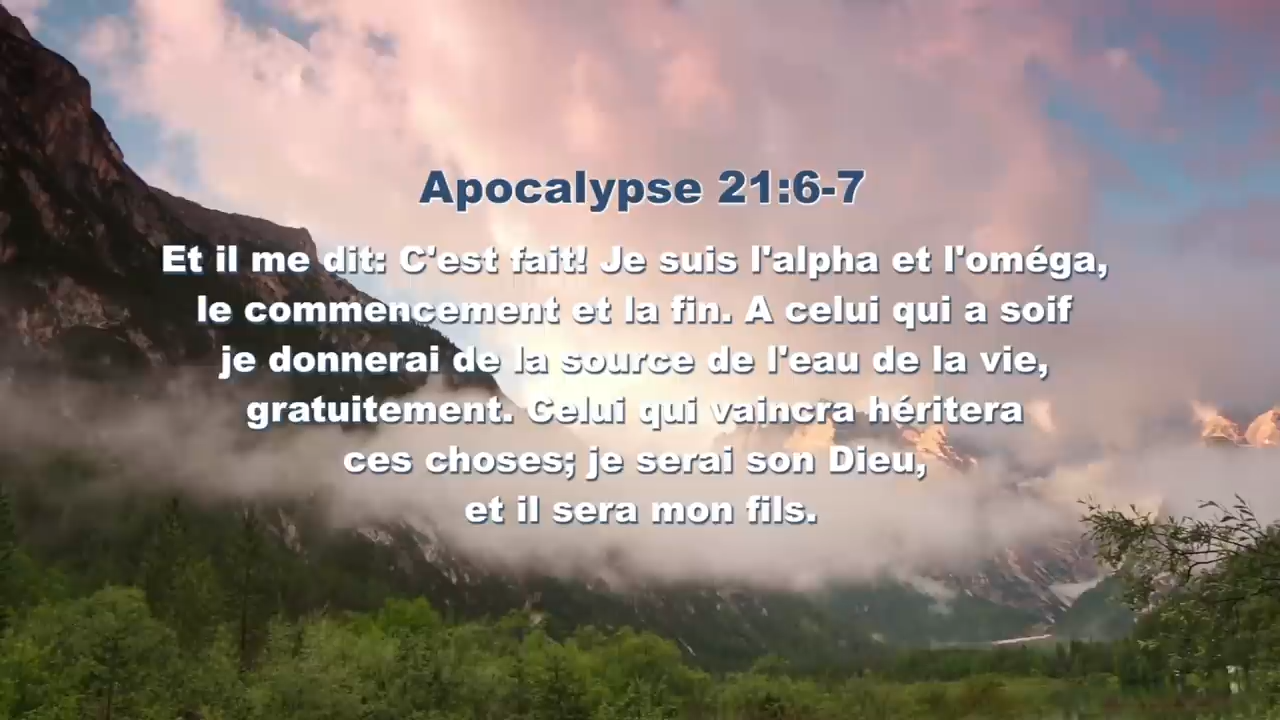 Apocalypse 21:6-7
Et il me dit: C'est fait! Je suis l'alpha et l'oméga,
le commencement et la fin. A celui qui a soif
je donnerai de la source de l'eau de la vie,
gratuitement. Celui qui vaincra héritera
ces choses; je serai son Dieu,
et il sera mon fils.